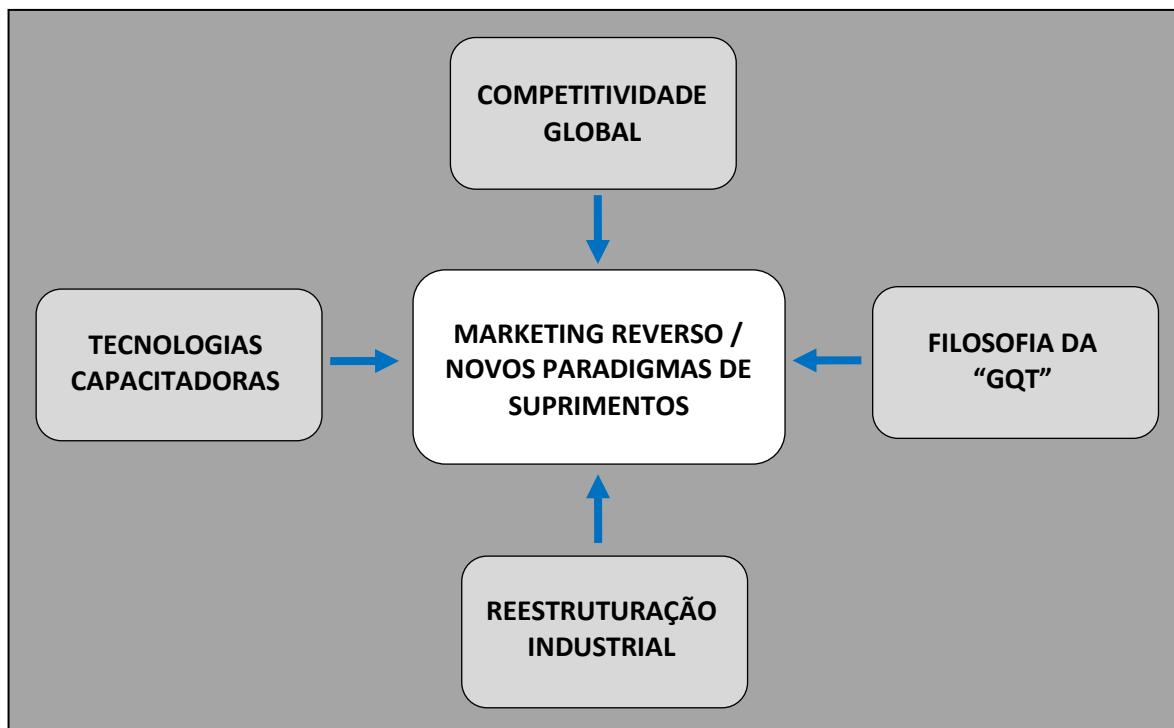 COMPETITIVIDADE
GLOBAL
TECNOLOGIAS
CAPACITADORAS
MARKETING REVERSO /
NOVOS PARADIGMAS DE
SUPRIMENTOS
FILOSOFIA DA
“GQT”
REESTRUTURAÇÃO
INDUSTRIAL